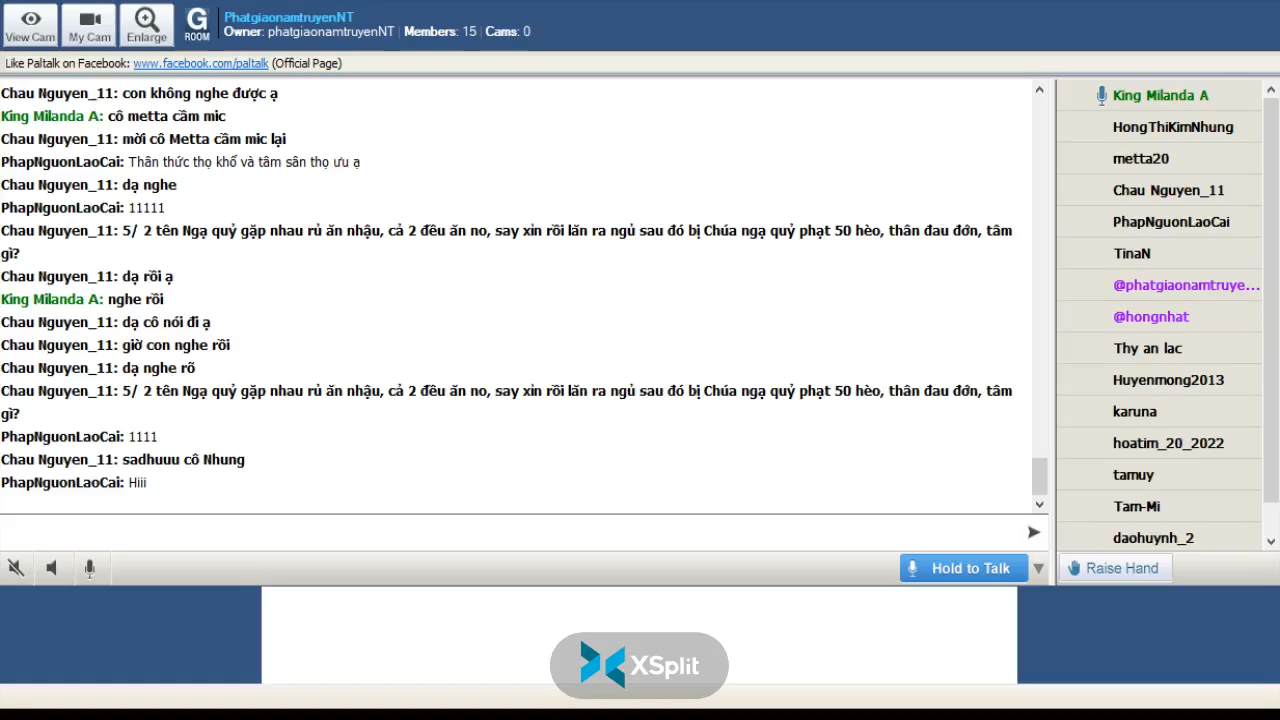 View Cam
My Cam
Enlarge
G
ROOM
PhatgiaonamtruyenNT
Owner: phatgiaonamtruyenNT | Members: 15 | Cams: 0
Like Paltalk on Facebook: www.facebook.com/paltalk (Official Page)
Chau Nguyen_11: con không nghe được ạ
King Milanda A: cô metta cầm mic
Chau Nguyen_11: mời cô Metta cầm mic lại
PhapNguonLaoCai: Thân thức thọ khổ và tâm sân thọ ưu ạ
Chau Nguyen_11: dạ nghe
PhapNguonLaoCai: 11111
Chau Nguyen_11: 5/ 2 tên Ngạ quỷ gặp nhau rủ ăn nhậu, cả 2 đều ăn no, say xỉn rồi lăn ra ngủ sau đó bị Chúa ngạ quỷ phạt 50 hèo, thân đau đớn, tâm
gì?
Chau Nguyen_11: dạ rồi ạ
King Milanda A: nghe rồi
Chau Nguyen_11: dạ cô nói đi ạ
Chau Nguyen_11: giờ con nghe rồi
Chau Nguyen_11: dạ nghe rõ
Chau Nguyen_11: 5/ 2 tên Ngạ quỷ gặp nhau rủ ăn nhậu, cả 2 đều ăn no, say xỉn rồi lăn ra ngủ sau đó bị Chúa ngạ quỷ phạt 50 hèo, thân đau đớn, tâm
gì?
PhapNguonLaoCai: 1111
Chau Nguyen_11: sadhuuu cô Nhung
PhapNguonLaoCai: Hiii
King Milanda A
HongThiKimNhung
metta20
Chau Nguyen_11
PhapNguonLaoCai
TinaN
@phatgiaonamtruye...
@hongnhat
Thy an lac
Huyenmong2013
karuna
hoatim_20_2022
tamuy
Tam-Mi
daohuynh_2
Hold to Talk
Raise Hand
XSplit